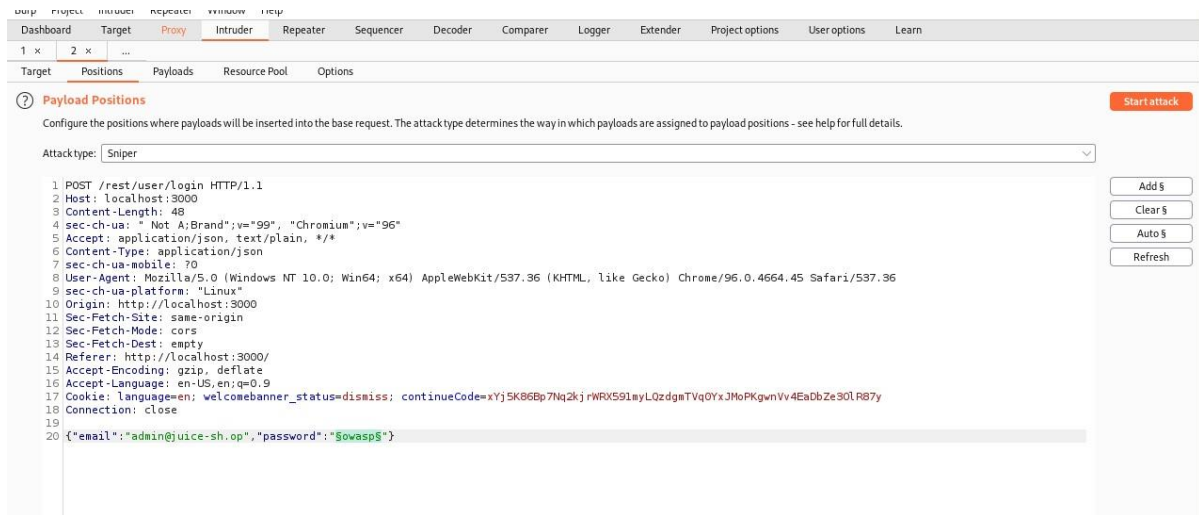 Burp Project Intruder Repeater Window Help
Dashboard Target Proxy Intruder Repeater Sequencer Decoder Comparer Logger Extender Project options User options Learn
1 × 2 × ...
Target Positions Payloads Resource Pool Options
? Payload Positions
Start attack
Configure the positions where payloads will be inserted into the base request. The attack type determines the way in which payloads are assigned to payload positions - see help for full details.
Attack type: Sniper
Add §
Clear §
Auto §
Refresh
1 POST /rest/user/login HTTP/1.1
2 Host: localhost:3000
3 Content-Length: 48
4 sec-ch-ua: " Not A;Brand";v="99", "Chromium";v="96"
5 Accept: application/json, text/plain, */*
6 Content-Type: application/json
7 sec-ch-ua-mobile: ?0
8 User-Agent: Mozilla/5.0 (Windows NT 10.0; Win64; x64) AppleWebKit/537.36 (KHTML, like Gecko) Chrome/96.0.4664.45 Safari/537.36
9 sec-ch-ua-platform: "Linux"
10 Origin: http://localhost:3000
11 Sec-Fetch-Site: same-origin
12 Sec-Fetch-Mode: cors
13 Sec-Fetch-Dest: empty
14 Referer: http://localhost:3000/
15 Accept-Encoding: gzip, deflate
16 Accept-Language: en-US,en;q=0.9
17 Cookie: language=en; welcomebanner_status=dismiss; continueCode=xYj5K86Bp7Nq2kjrWRX591myLQzdgmTVq0YxJMoPKgwnVv4EaDbZe3OlR87y
18 Connection: close
19
20 {"email":"admin@juice-sh.op","password":"§owasp§"}